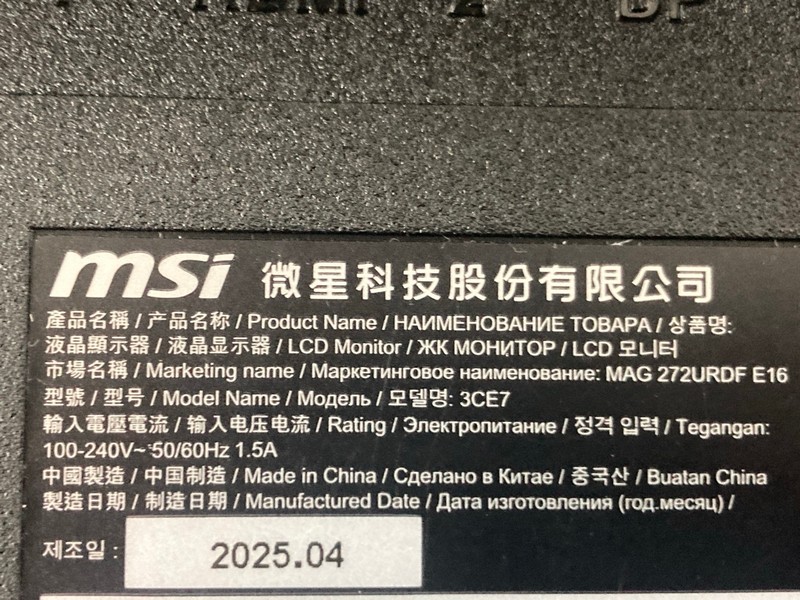 HDMI 2 DP
msi 微星科技股份有限公司
產品名稱 / 产品名称 / Product Name / НАИМЕНОВАНИЕ ТОВАРА / 상품명:
液晶顯示器 / 液晶显示器 / LCD Monitor / ЖК МОНИТОР / LCD 모니터
市場名稱 / Marketing name / Маркетинговое наименование: MAG 272URDF E16
型號 / 型号 / Model Name / Модель / 모델명: 3CE7
輸入電壓電流 / 输入电压电流 / Rating / Электропитание / 정격 입력 / Tegangan:
100-240V~ 50/60Hz 1.5A
中國製造 / 中国制造 / Made in China / Сделано в Китае / 중국산 / Buatan China
製造日期 / 制造日期 / Manufactured Date / Дата изготовления (год.месяц) /
제조일 : 2025.04